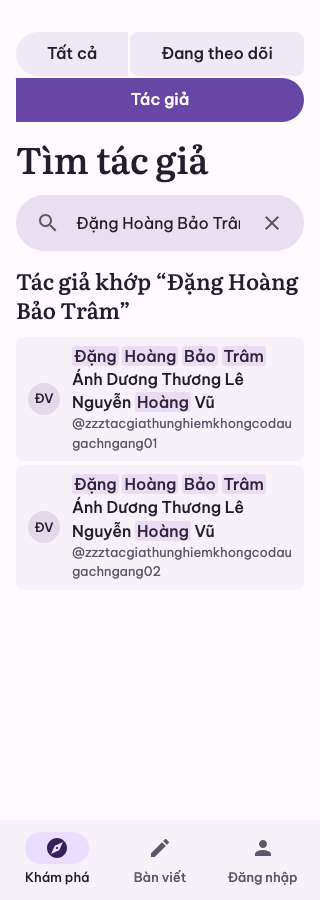 Tất cả
Đang theo dõi
Tác giả
Tìm tác giả
Đặng Hoàng Bảo Trâ
Tác giả khớp “Đặng Hoàng
Bảo Trâm”
ĐV
Đặng Hoàng Bảo Trâm
Ánh Dương Thương Lê
Nguyễn Hoàng Vũ
@zzztacgiathunghiemkhongcodau
gachngang01
ĐV
Đặng Hoàng Bảo Trâm
Ánh Dương Thương Lê
Nguyễn Hoàng Vũ
@zzztacgiathunghiemkhongcodau
gachngang02
Khám phá
Bàn viết
Đăng nhập